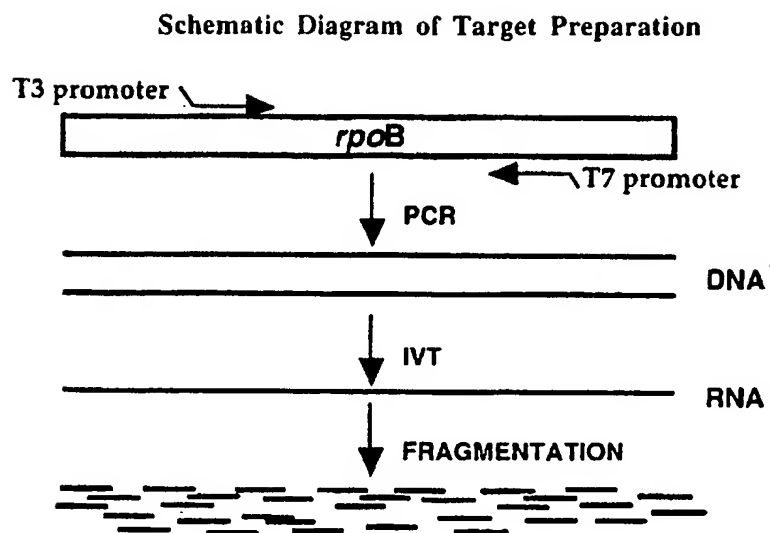 Schematic Diagram of Target Preparation
T3 promoter
rpoB
T7 promoter
PCR
DNA
IVT
RNA
FRAGMENTATION